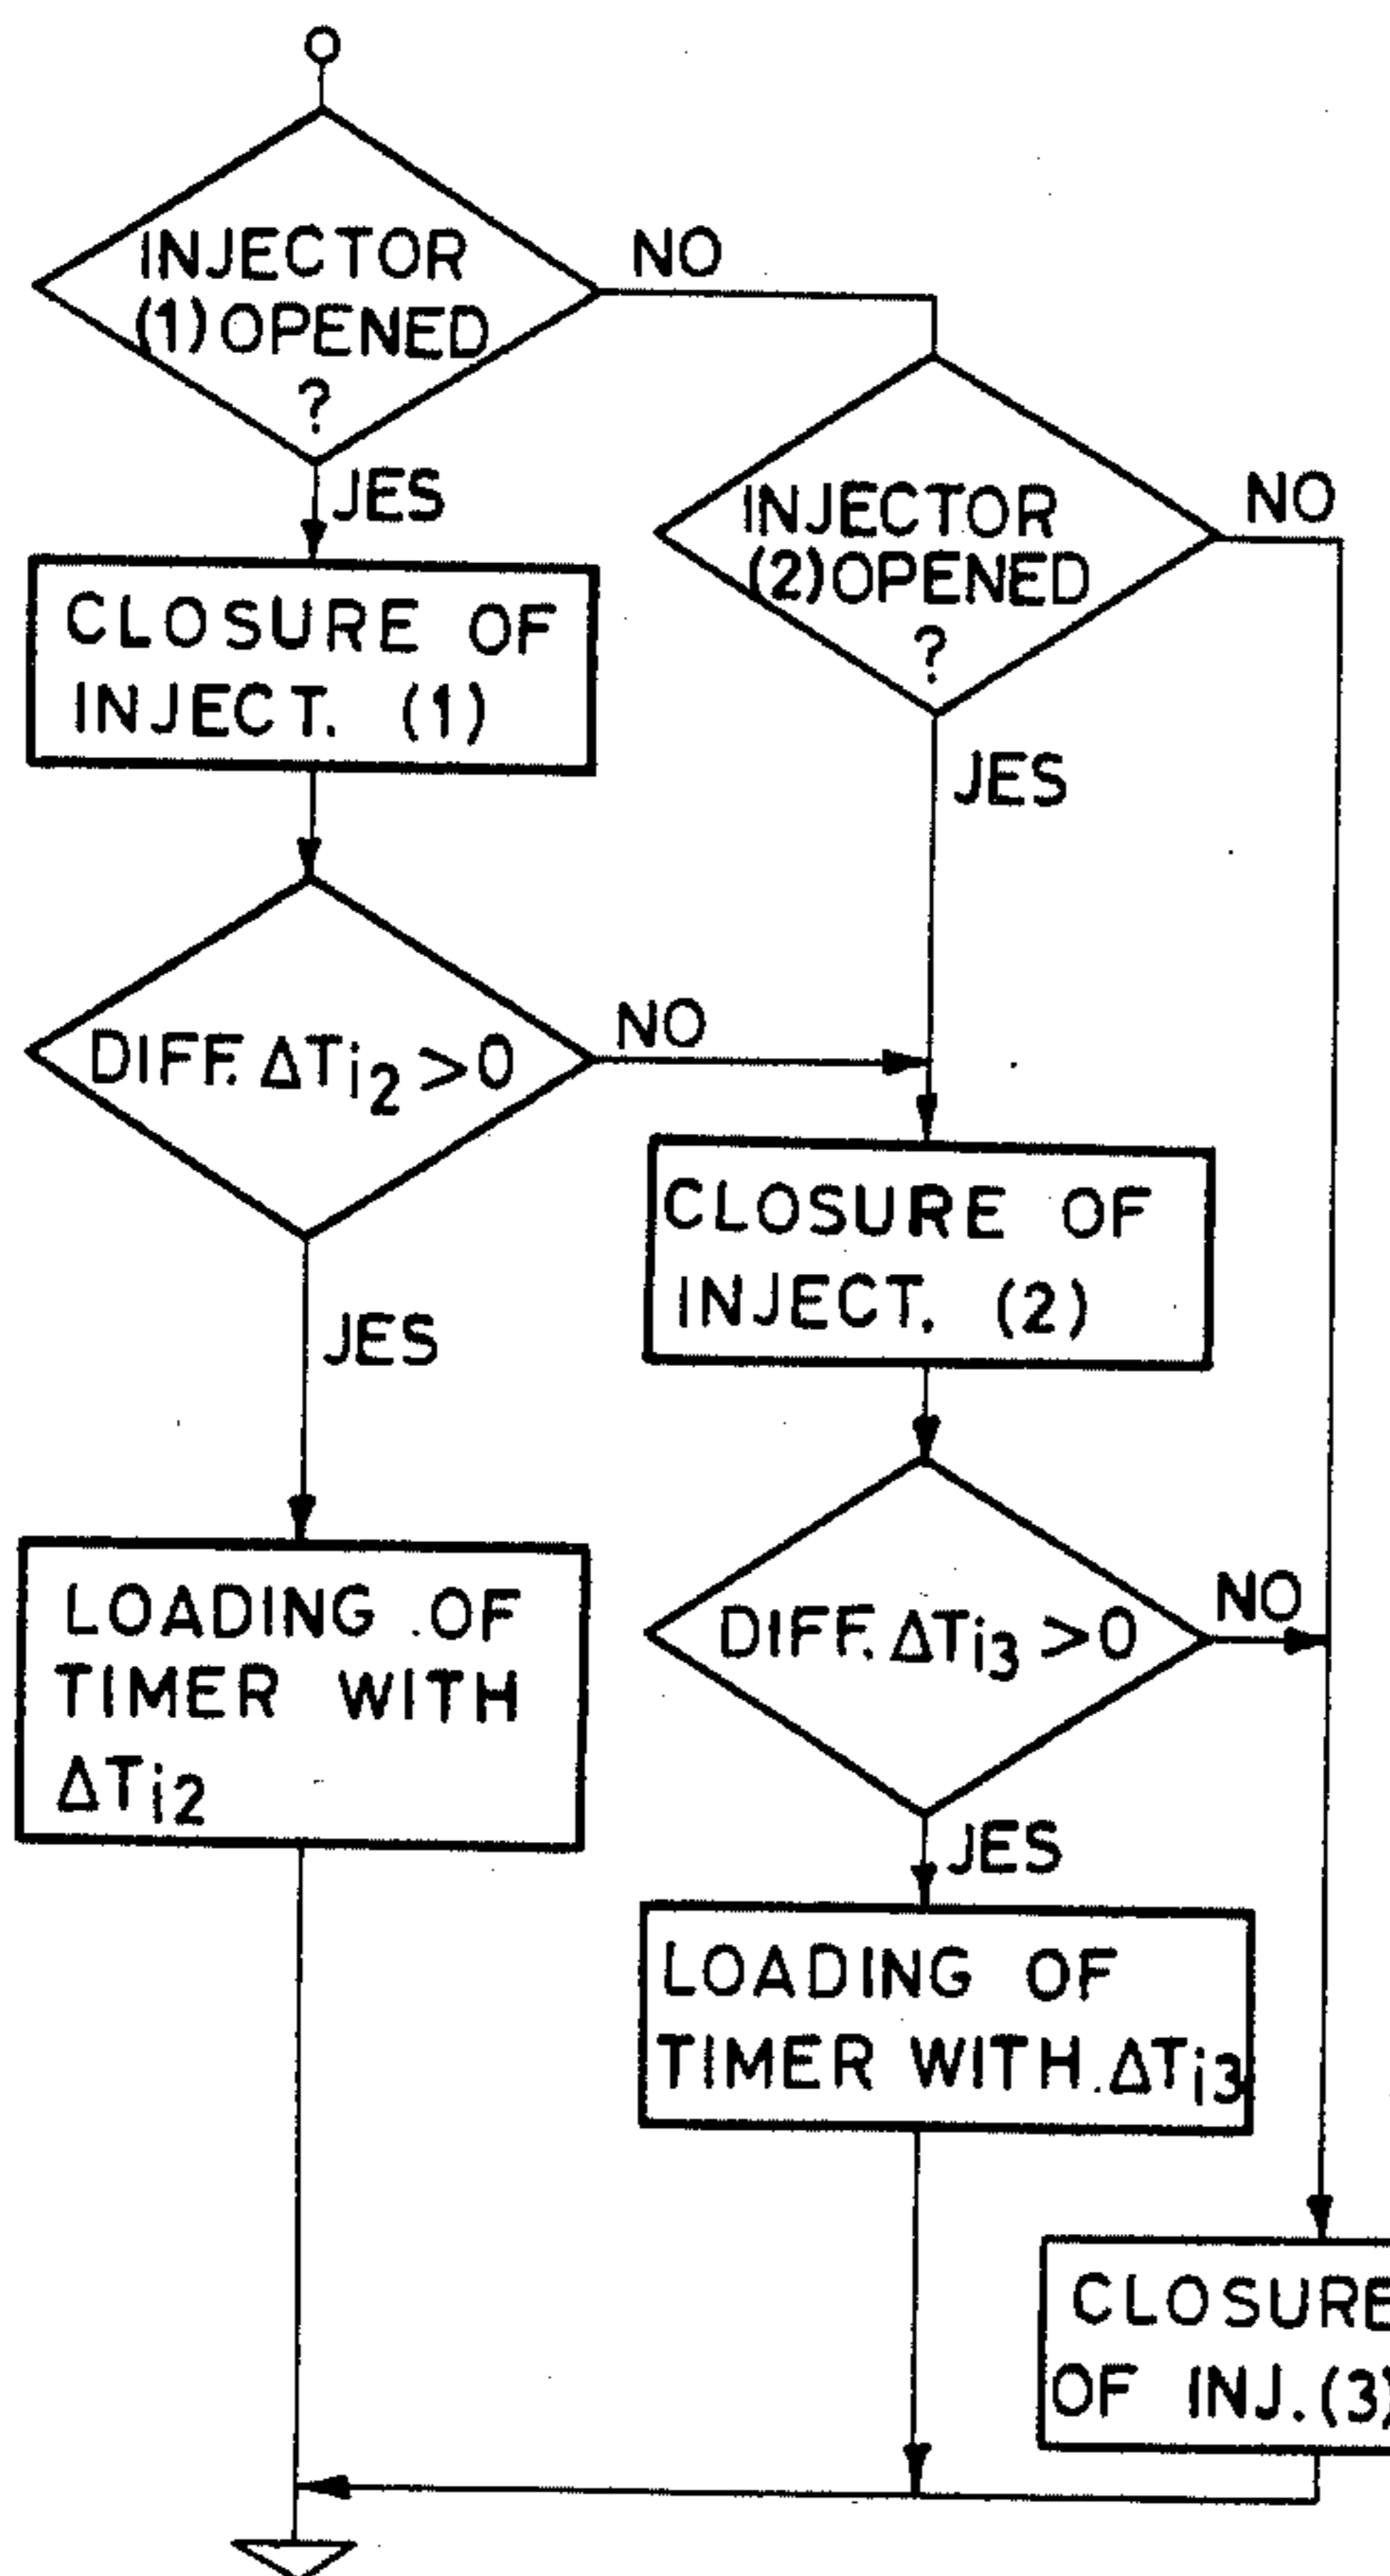 INJECTOR
(1) OPENED
?
NO
JES
INJECTOR
(2) OPENED
?
NO
JES
CLOSURE OF
INJECT. (1)
DIFF. ΔTi2 >0
NO
JES
CLOSURE OF
INJECT. (2)
DIFF. ΔTi3 >0
NO
JES
LOADING OF
TIMER WITH
ΔTi2
LOADING OF
TIMER WITH ΔTi3
CLOSURE
OF INJ. (3)